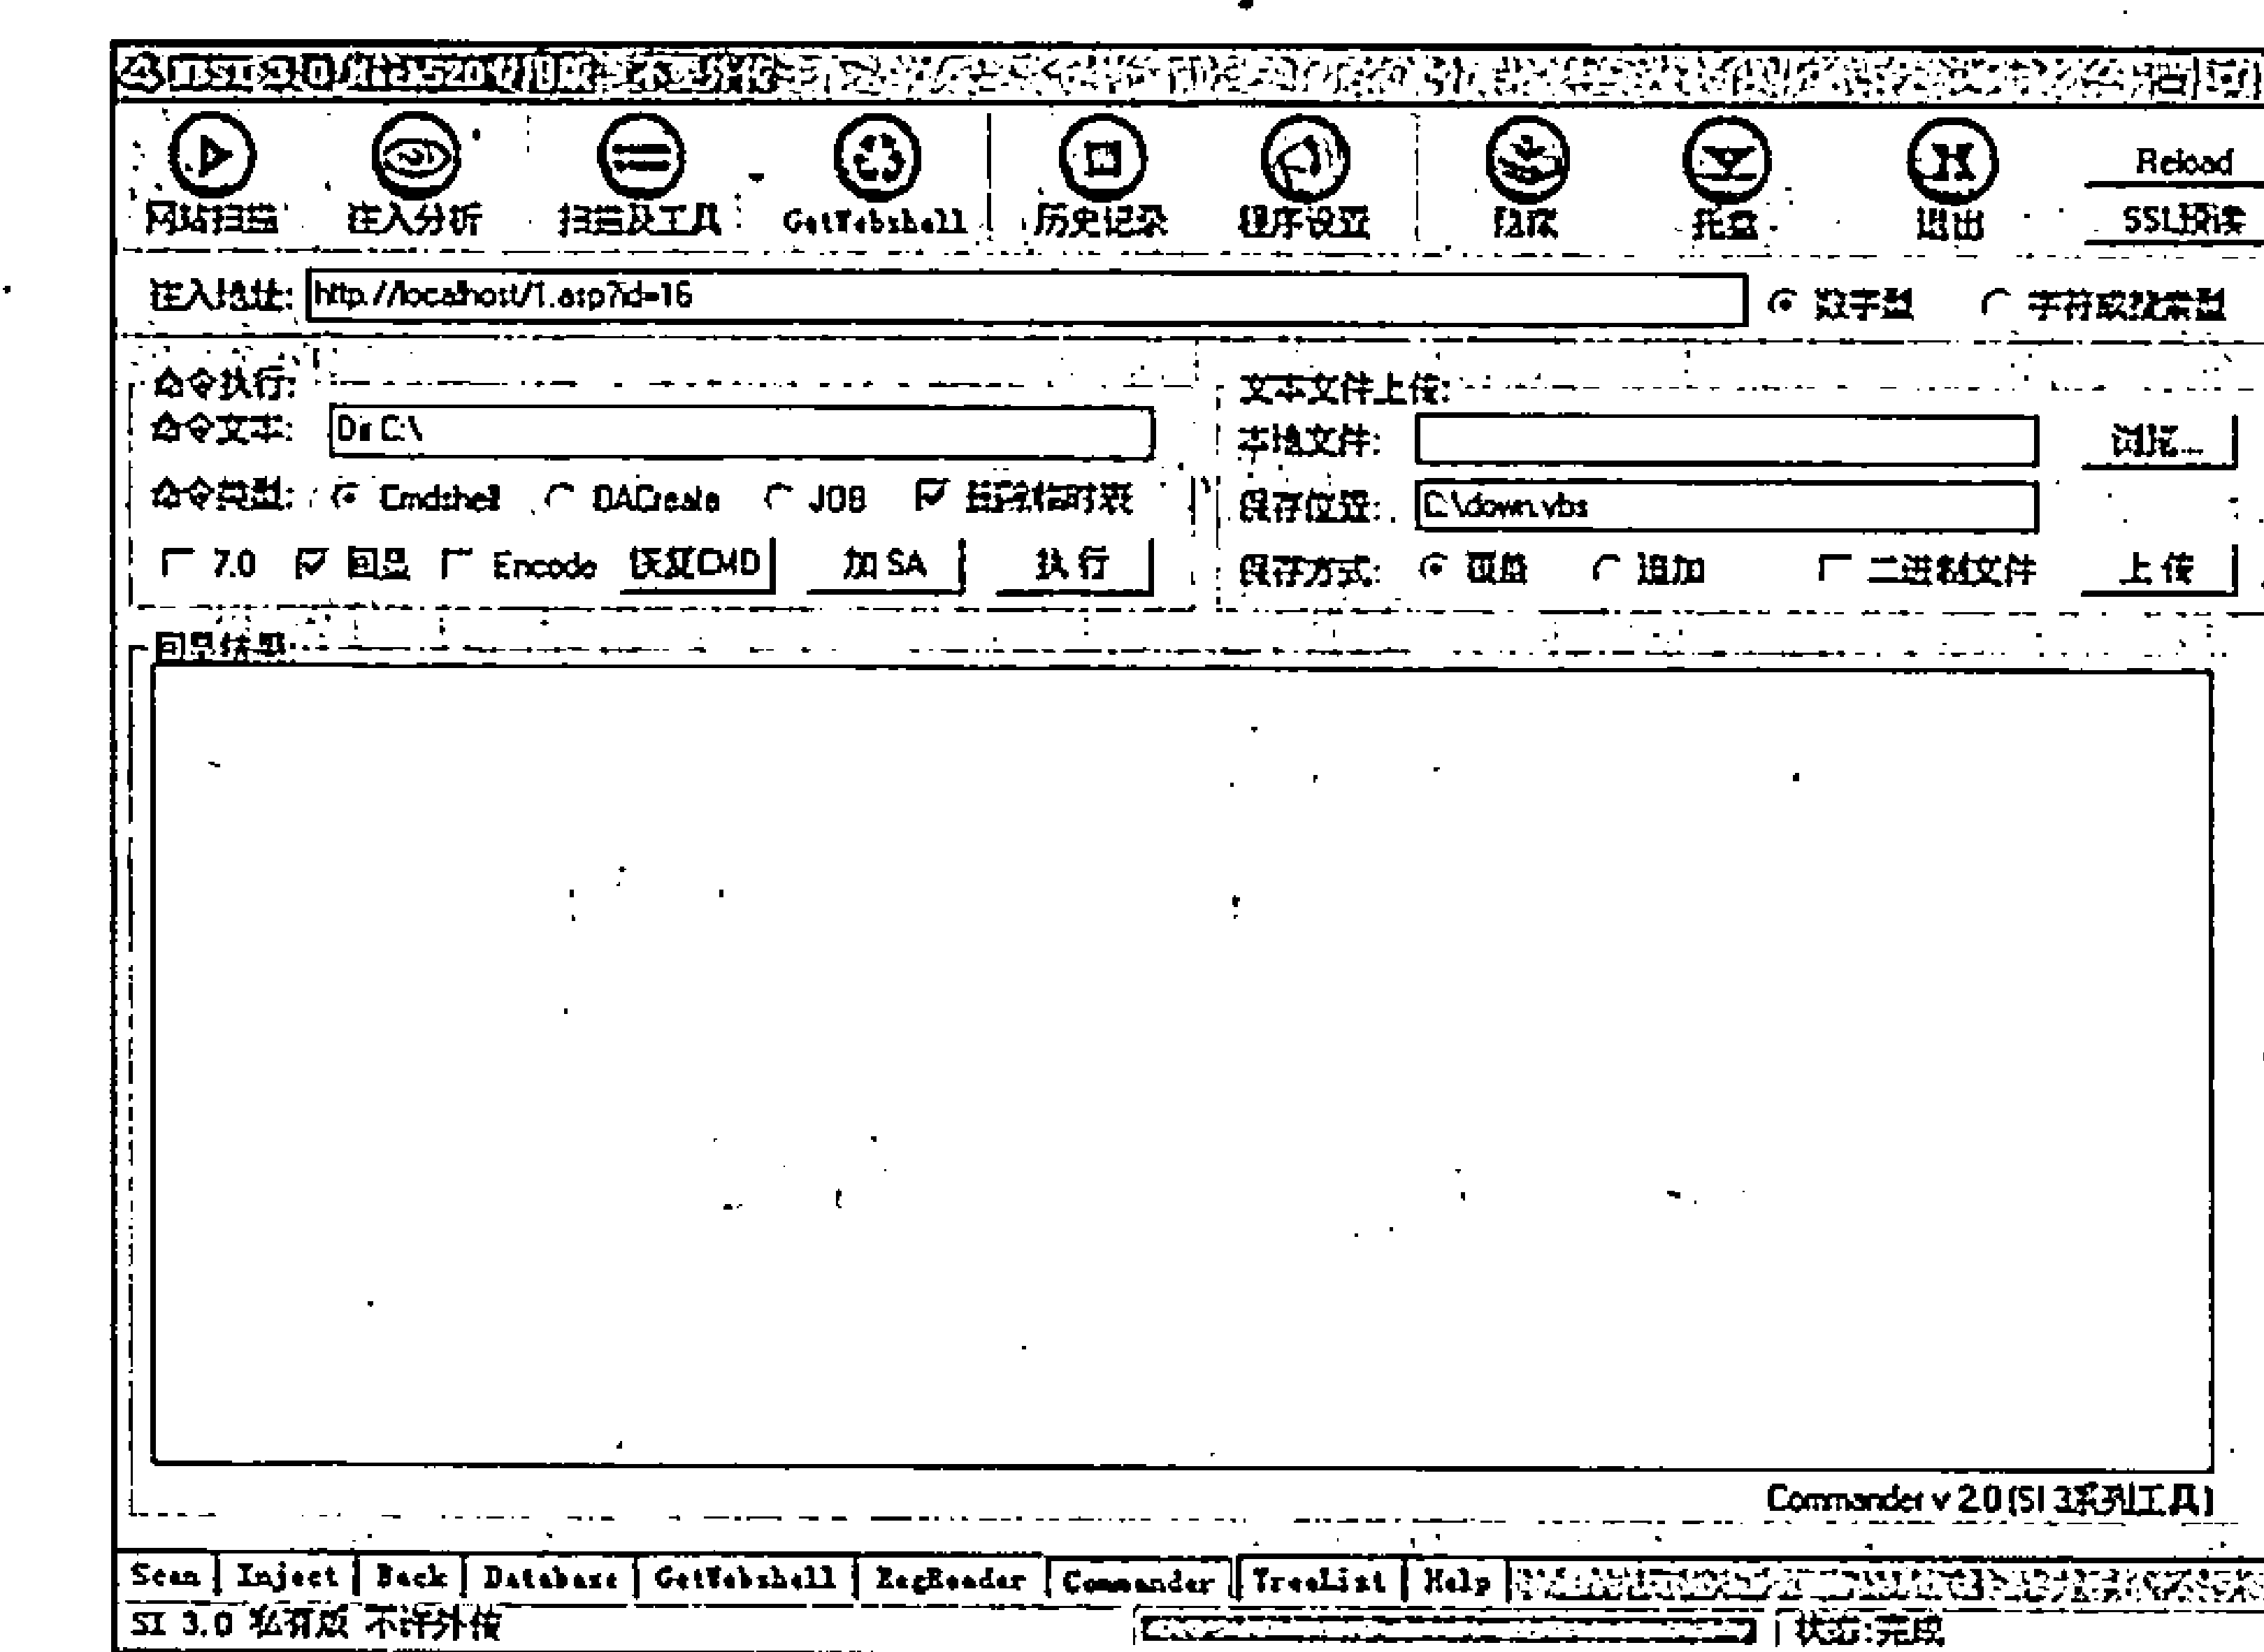 网站扫描 注入分析 扫描及工具 GetWebshell 历史记录 程序设置 隐藏 托盘 退出 Reload
SSL预读
注入地址: http://localhost/1.asp?id=16 数字型 字符或搜索型
命令执行:
命令文本: Dir C:\
命令类型: Cmdshell OACreate JOB 临时表
7.0 回显 Encode 恢复CMD 加 SA 执 行
文本文件上传:
本地文件: 浏览...
保存位置: C:\down.vbs
保存方式: 覆盖 追加 二进制文件 上 传
回显结果:
Commander v 2.0 (SI 3系列工具)
Scan Inject Back Database GetWebshell RegReader Commander TreeList Help
SI 3.0 私有版 不许外传 状态:完成